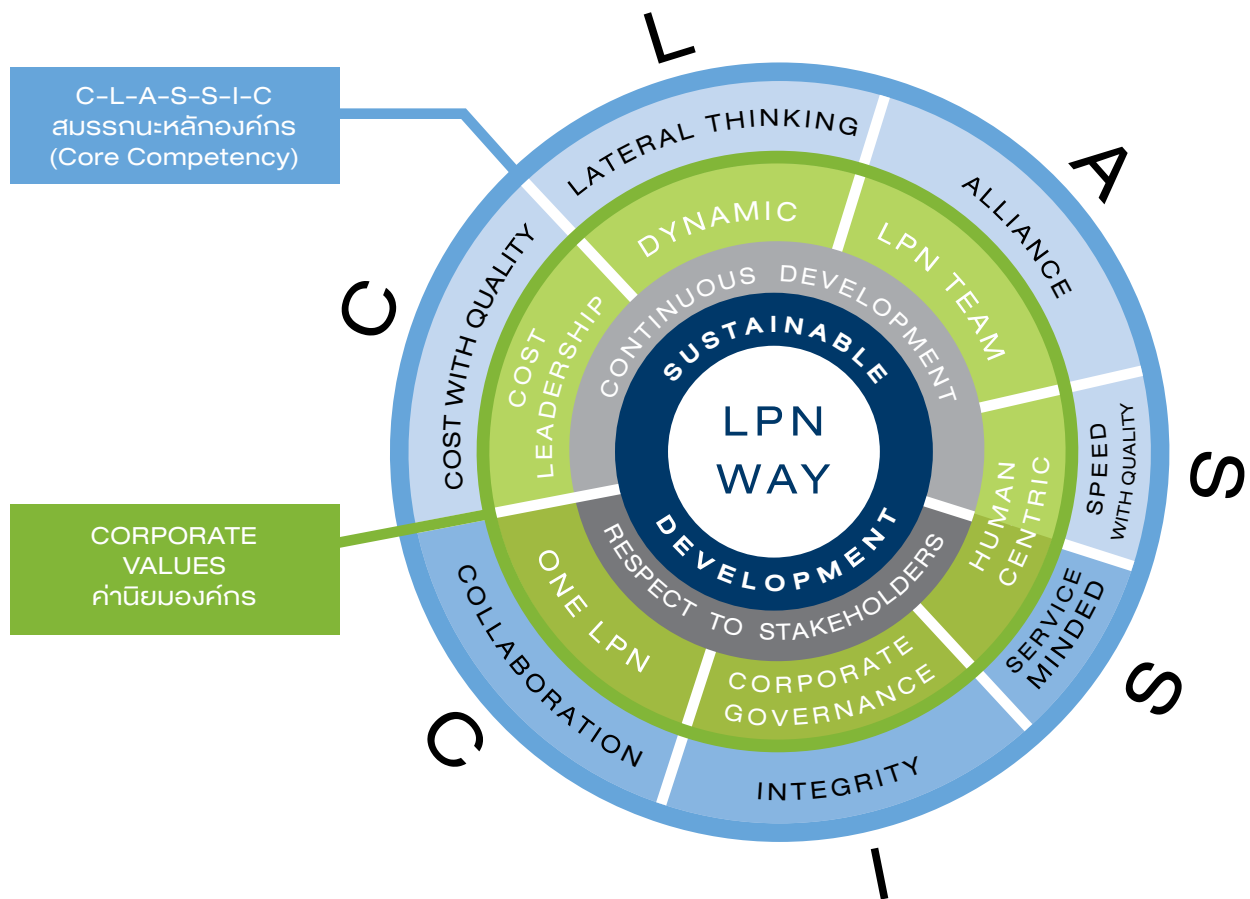 C-L-A-S-S-I-C
สมรรถนะหลักองค์กร
(Core Competency)
CORPORATE
VALUES
ค่านิยมองค์กร
C
L
A
S
S
I
C
COST WITH QUALITY
LATERAL THINKING
ALLIANCE
SPEED
WITH QUALITY
SERVICE
MINDED
INTEGRITY
COLLABORATION
COST
LEADERSHIP
DYNAMIC
LPN TEAM
HUMAN
CENTRIC
CORPORATE
GOVERNANCE
ONE LPN
CONTINUOUS DEVELOPMENT
RESPECT TO STAKEHOLDERS
SUSTAINABLE
DEVELOPMENT
LPN
WAY